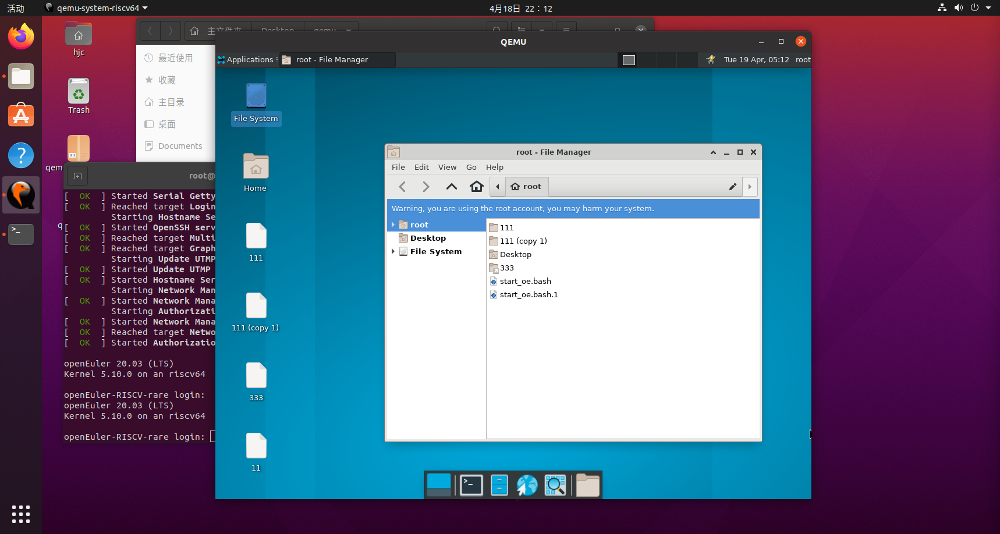 活动
qemu-system-riscv64
4月18日 22：12
hjc
Trash
qem
q
主文件夹
Desktop
qemu
最近使用
收藏
主目录
桌面
Documents
root@
[  OK  ] Started Serial Getty
[  OK  ] Reached target Login
Starting Hostname Se
[  OK  ] Started OpenSSH serv
[  OK  ] Reached target Multi
[  OK  ] Reached target Graph
Starting Update UTMP
[  OK  ] Started Update UTMP
[  OK  ] Started Hostname Ser
Starting Network Man
[  OK  ] Started Network Mana
Starting Authorizati
[  OK  ] Started Network Mana
[  OK  ] Reached target Netwo
[  OK  ] Started Authorizatio
openEuler 20.03 (LTS)
Kernel 5.10.0 on an riscv64
openEuler-RISCV-rare login:
openEuler 20.03 (LTS)
Kernel 5.10.0 on an riscv64
openEuler-RISCV-rare login:
QEMU
Applications
root - File Manager
Tue 19 Apr, 05:12
root
File System
Home
111
111 (copy 1)
333
11
root - File Manager
File Edit View Go Help
root
Warning, you are using the root account, you may harm your system.
root
Desktop
File System
111
111 (copy 1)
Desktop
333
start_oe.bash
start_oe.bash.1